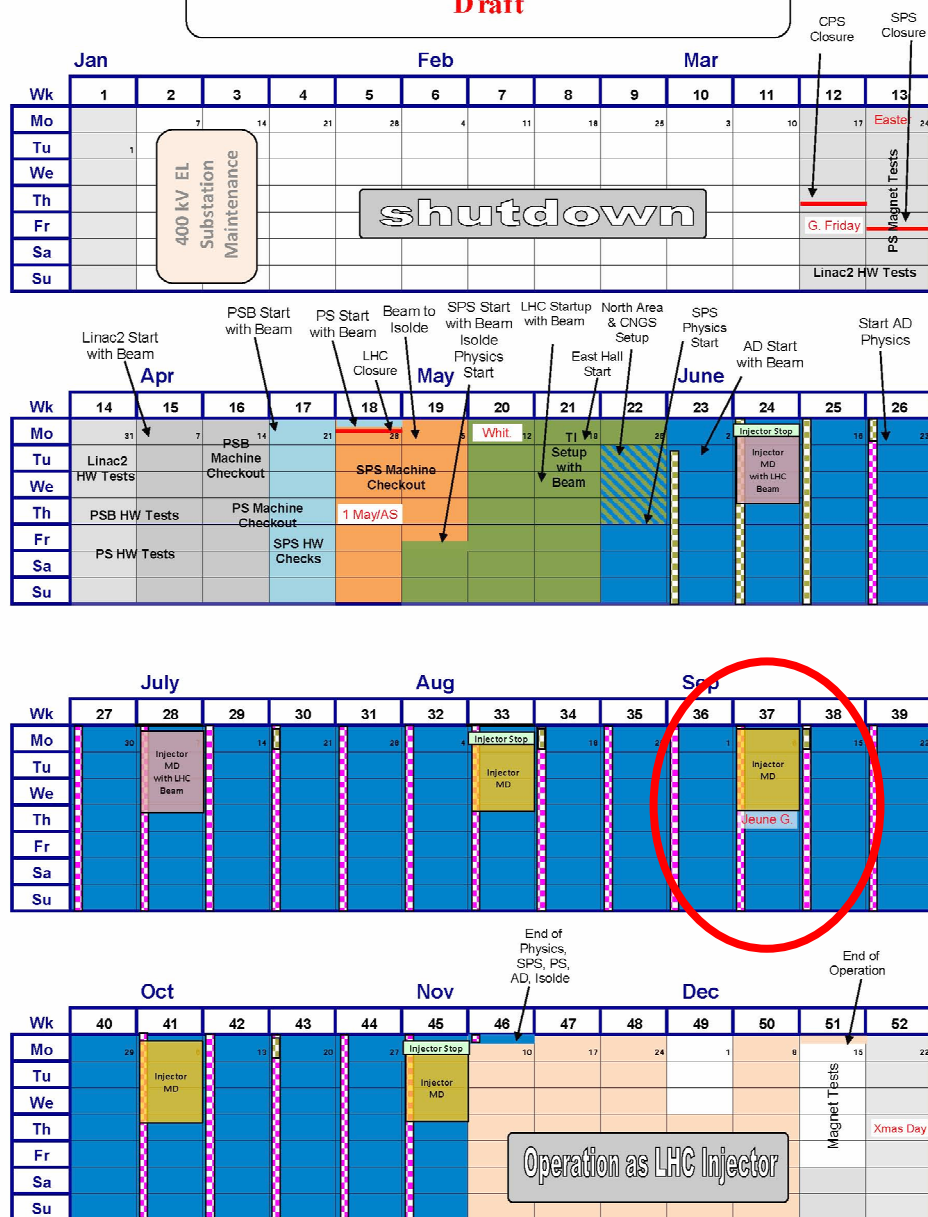 Draft
CPS
Closure
SPS
Closure
Jan Feb Mar
Wk 1 2 3 4 5 6 7 8 9 10 11 12 13
Mo 7 14 21 28 4 11 18 25 3 10 17 Easter 24
Tu 1
We
Th
Fr G. Friday
Sa
Su Linac2 HW Tests
400 kV EL
Substation
Maintenance
shutdown
PS Magnet Tests
Linac2 Start
with Beam
PSB Start
with Beam
PS Start
with Beam
LHC
Closure
Beam to
Isolde
SPS Start
with Beam
Isolde
Physics
Start
LHC Startup
with Beam
East Hall
Start
North Area
& CNGS
Setup
SPS
Physics
Start
AD Start
with Beam
Start AD
Physics
Apr May June
Wk 14 15 16 17 18 19 20 21 22 23 24 25 26
Mo 31 7 14 21 28 5 Whit. 12 2 16 23
Tu
We
Th
Fr
Sa
Su
Linac2
HW Tests
PSB HW Tests
PS HW Tests
PSB
Machine
Checkout
PS Machine
Checkout
SPS HW
Checks
SPS Machine
Checkout
1 May/AS
TI
Setup
with
Beam
Injector Stop
Injector
MD
with LHC
Beam
July Aug Sep
Wk 27 28 29 30 31 32 33 34 35 36 37 38 39
Mo 30 14 21 28 4 18 1 15 22
Tu
We
Th
Fr
Sa
Su
Injector
MD
with LHC
Beam
Injector Stop
Injector
MD
Injector
MD
Jeune G.
End of
Physics,
SPS, PS,
AD, Isolde
End of
Operation
Oct Nov Dec
Wk 40 41 42 43 44 45 46 47 48 49 50 51 52
Mo 29 13 20 27 10 17 24 1 8 15 22
Tu
We
Th
Fr
Sa
Su
Injector
MD
Injector Stop
Injector
MD
Operation as LHC Injector
Magnet Tests
Xmas Day